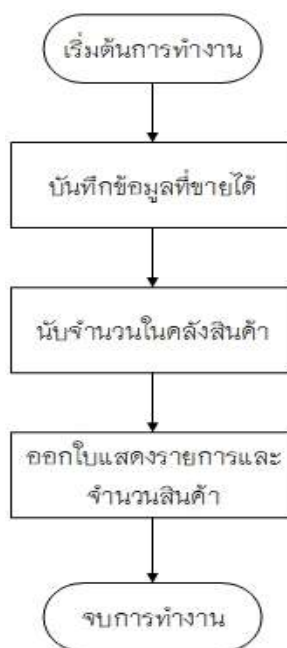 เริ่มต้นการทำงาน
บันทึกข้อมูลที่ขายได้
นับจำนวนในคลังสินค้า
ออกใบแสดงรายการและ
จำนวนสินค้า
จบการทำงาน